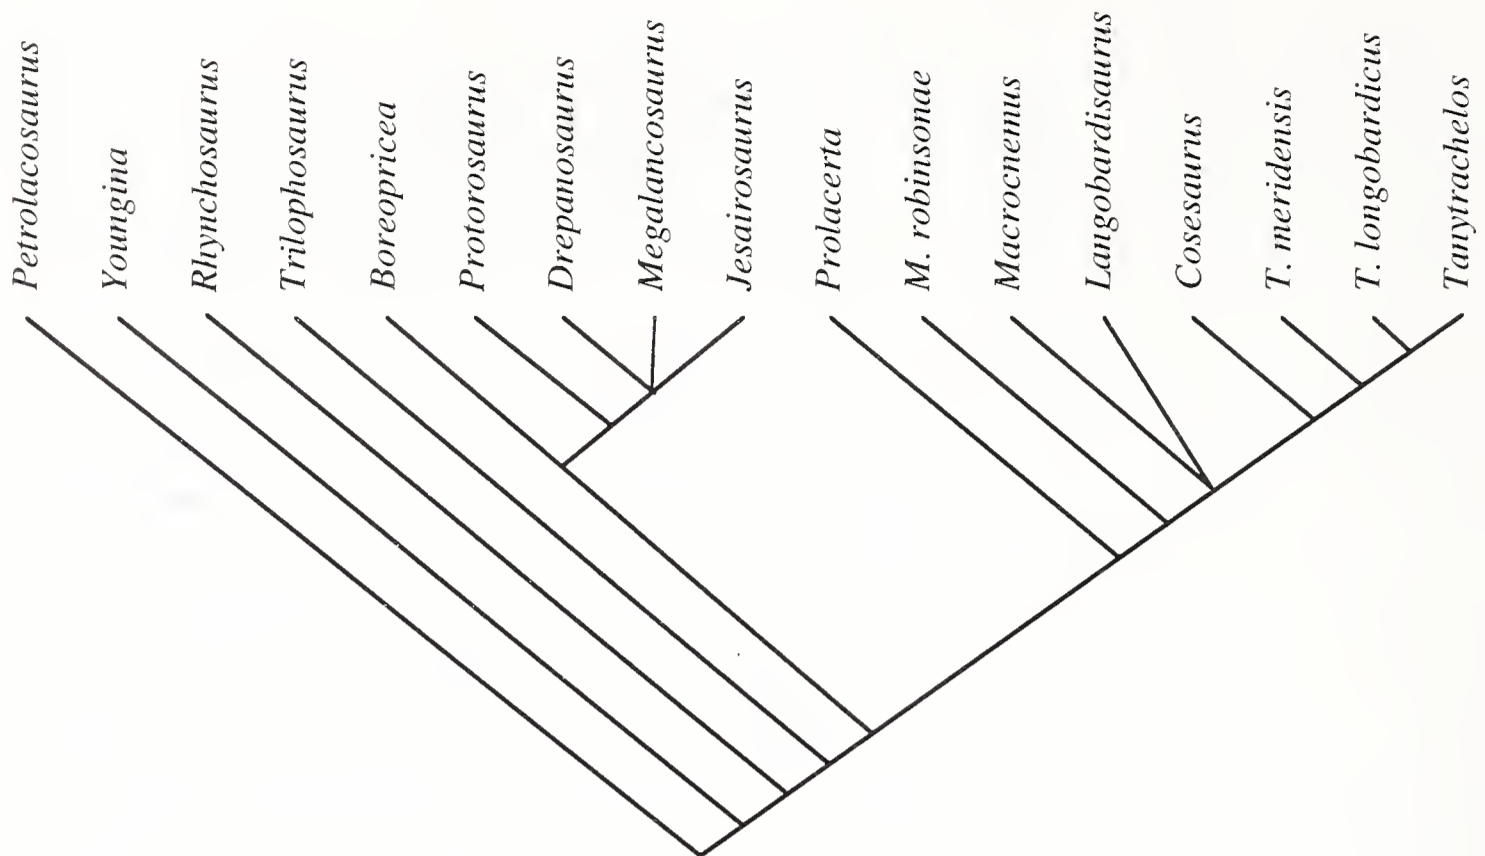 Petrolacosaurus
Youngina
Rhynchosaurus
Trilophosaurus
Boreopricea
Protorosaurus
Drepanosaurus
Megalancosaurus
Jesairosaurus
Prolacerta
M. robinsonae
Macrocnemus
Langobardisaurus
Cosesaurus
T. meridensis
T. longobardicus
Tanytrachelos